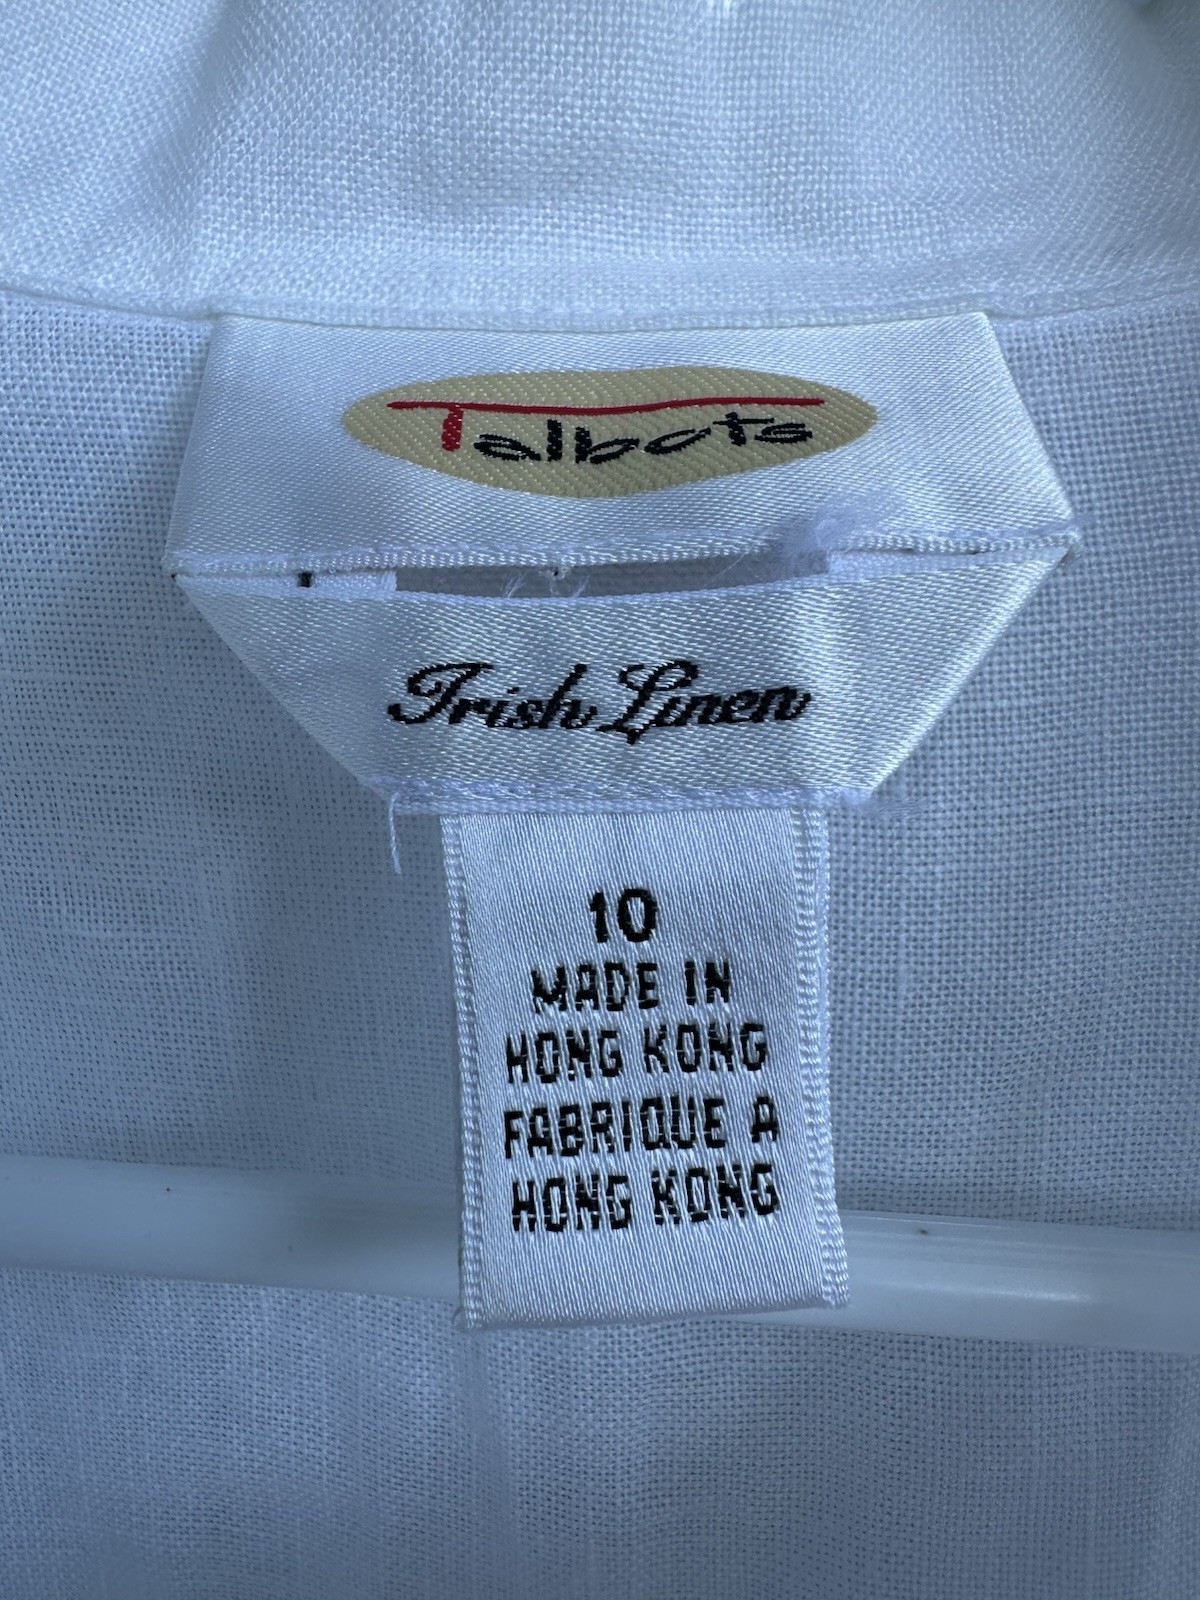 Talbots
Irish Linen
10
MADE IN
HONG KONG
FABRIQUE A
HONG KONG